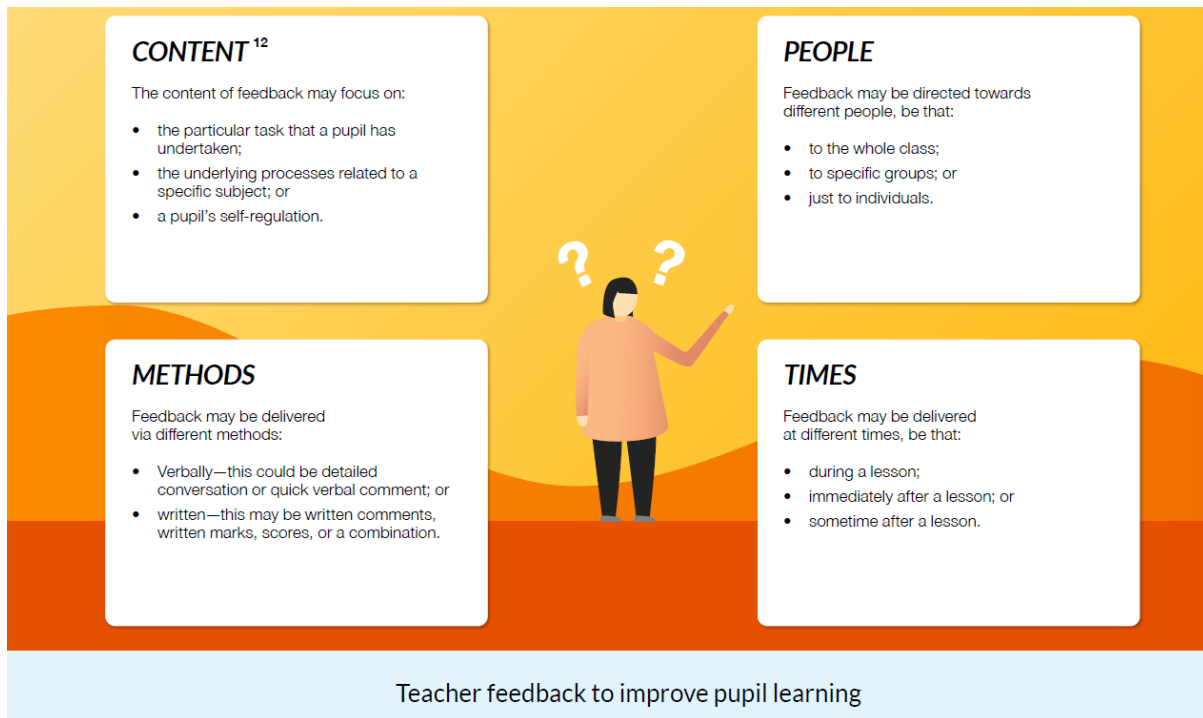 CONTENT 12
The content of feedback may focus on:
• the particular task that a pupil has
undertaken;
• the underlying processes related to a
specific subject; or
• a pupil's self-regulation.
PEOPLE
Feedback may be directed towards
different people, be that:
• to the whole class;
• to specific groups; or
• just to individuals.
? ?
METHODS
Feedback may be delivered
via different methods:
• Verbally—this could be detailed
conversation or quick verbal comment; or
• written—this may be written comments,
written marks, scores, or a combination.
TIMES
Feedback may be delivered
at different times, be that:
• during a lesson;
• immediately after a lesson; or
• sometime after a lesson.
Teacher feedback to improve pupil learning